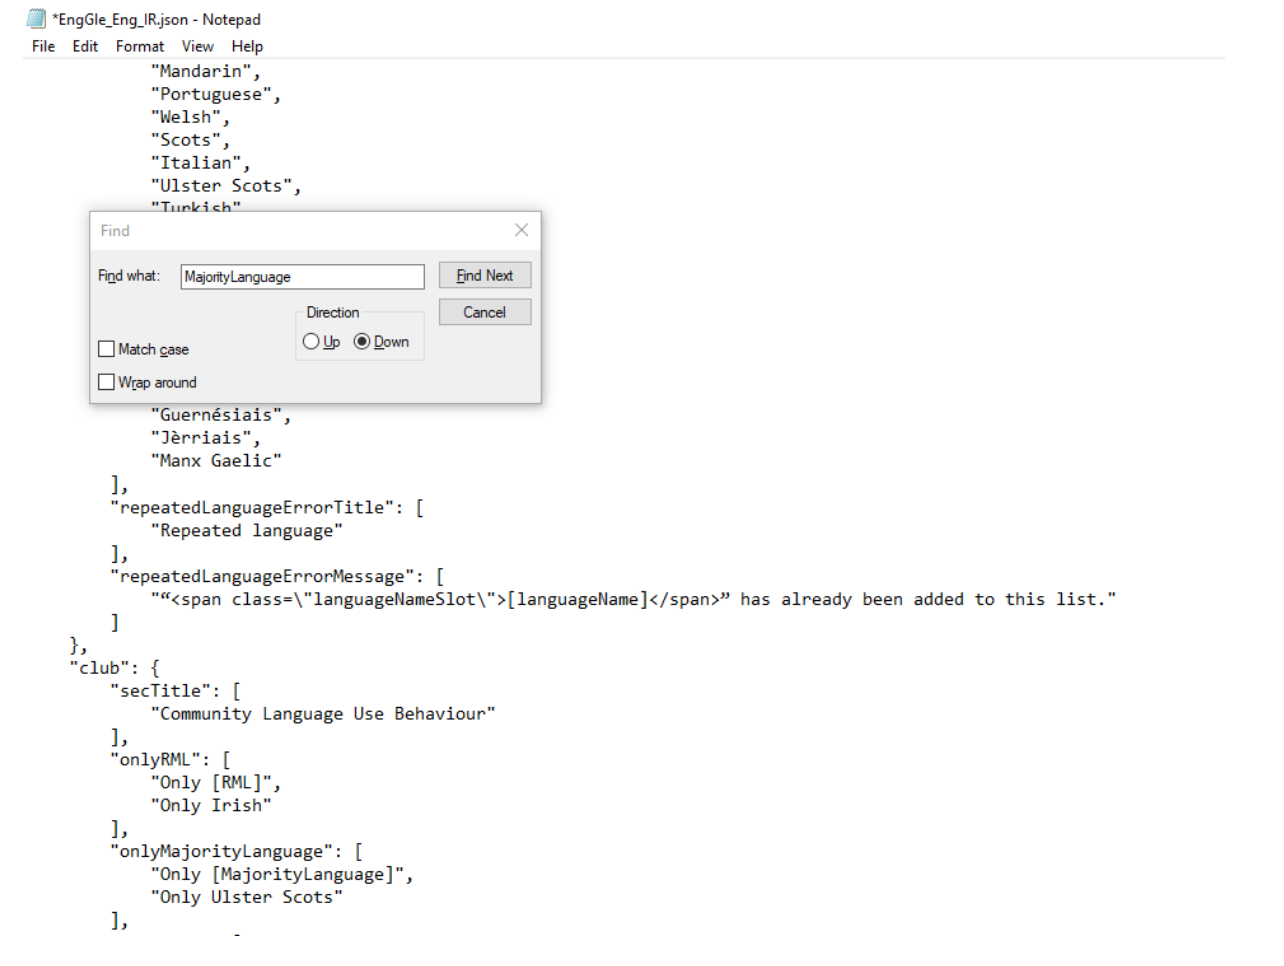 *EngGle_Eng_IR.json - Notepad
File Edit Format View Help
"Mandarin",
"Portuguese",
"Welsh",
"Scots",
"Italian",
"Ulster Scots",
"Turkish"
Find
Find what: MajorityLanguage Find Next
Direction Cancel
Up Down
Match case
Wrap around
"Guernésiais",
"Jèrriais",
"Manx Gaelic"
],
"repeatedLanguageErrorTitle": [
"Repeated language"
],
"repeatedLanguageErrorMessage": [
"“<span class=\"languageNameSlot\">[languageName]</span>” has already been added to this list."
]
},
"club": {
"secTitle": [
"Community Language Use Behaviour"
],
"onlyRML": [
"Only [RML]",
"Only Irish"
],
"onlyMajorityLanguage": [
"Only [MajorityLanguage]",
"Only Ulster Scots"
],